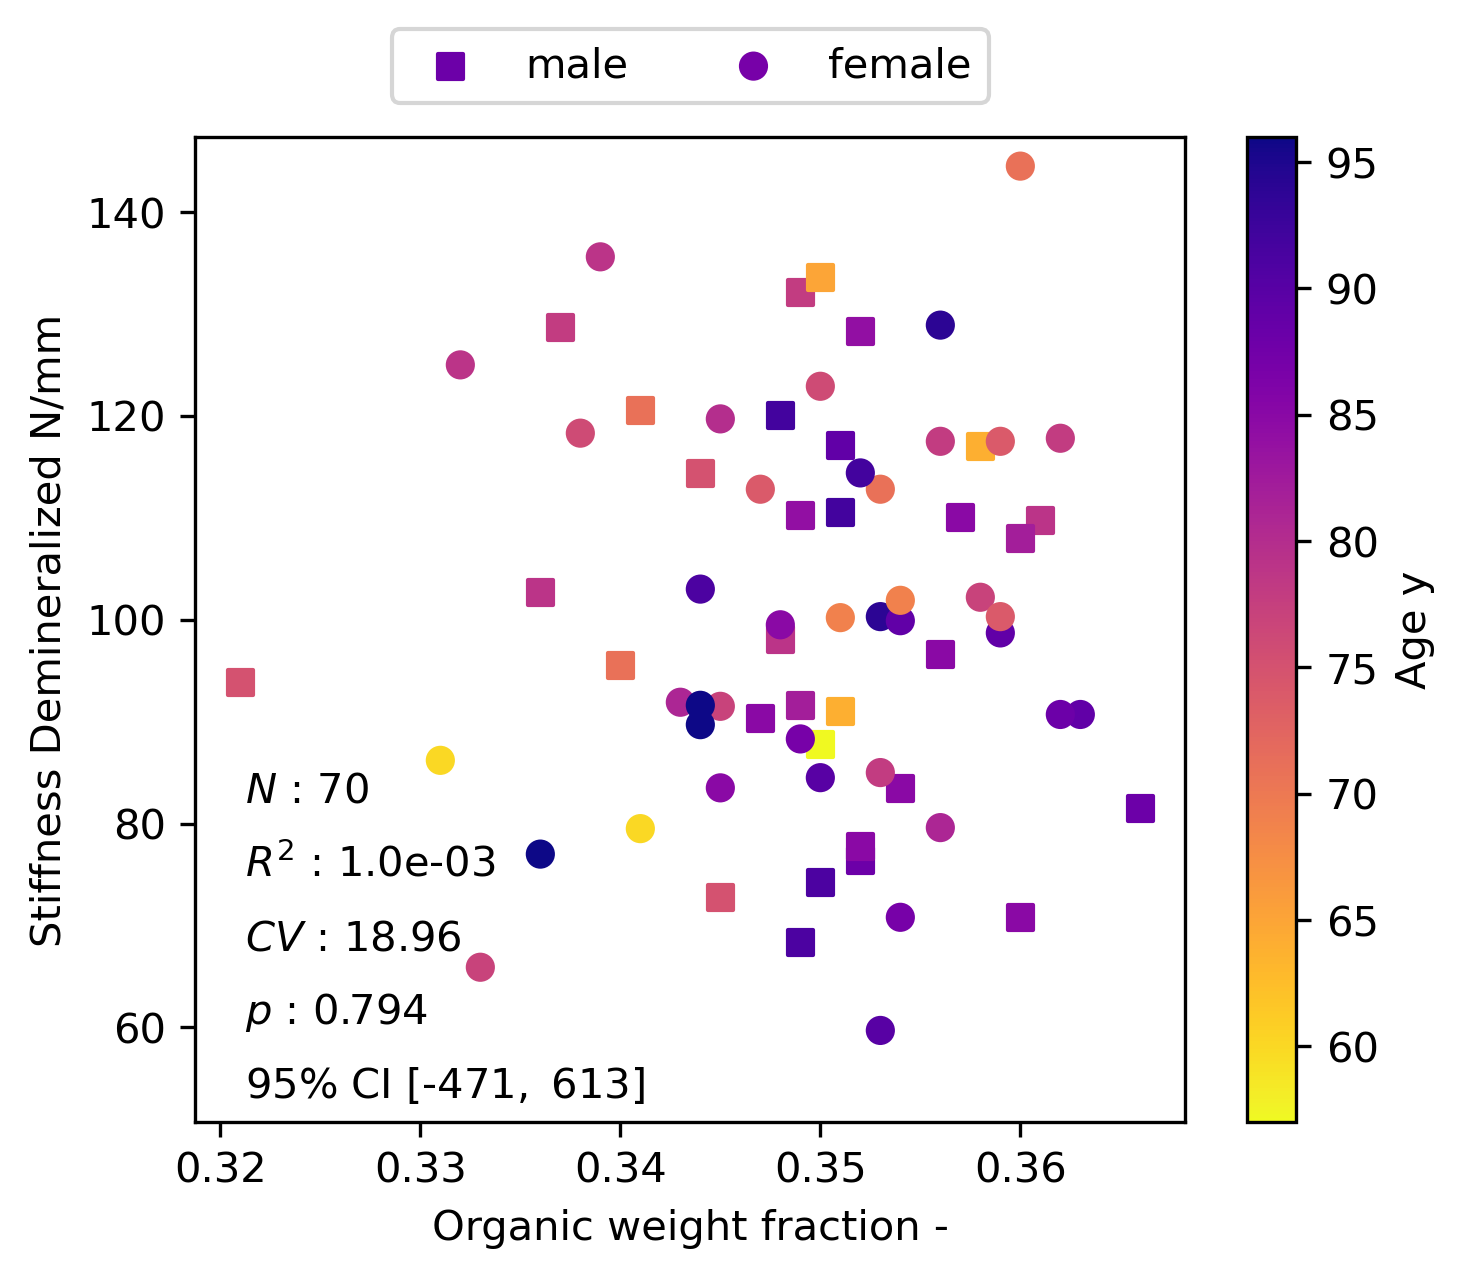 male female
140
120
100
80
60
Stiffness Demineralized N/mm
N : 70
R² : 1.0e-03
CV : 18.96
p : 0.794
95% CI [-471, 613]
0.32 0.33 0.34 0.35 0.36
Organic weight fraction -
95
90
85
80
75
70
65
60
Age y